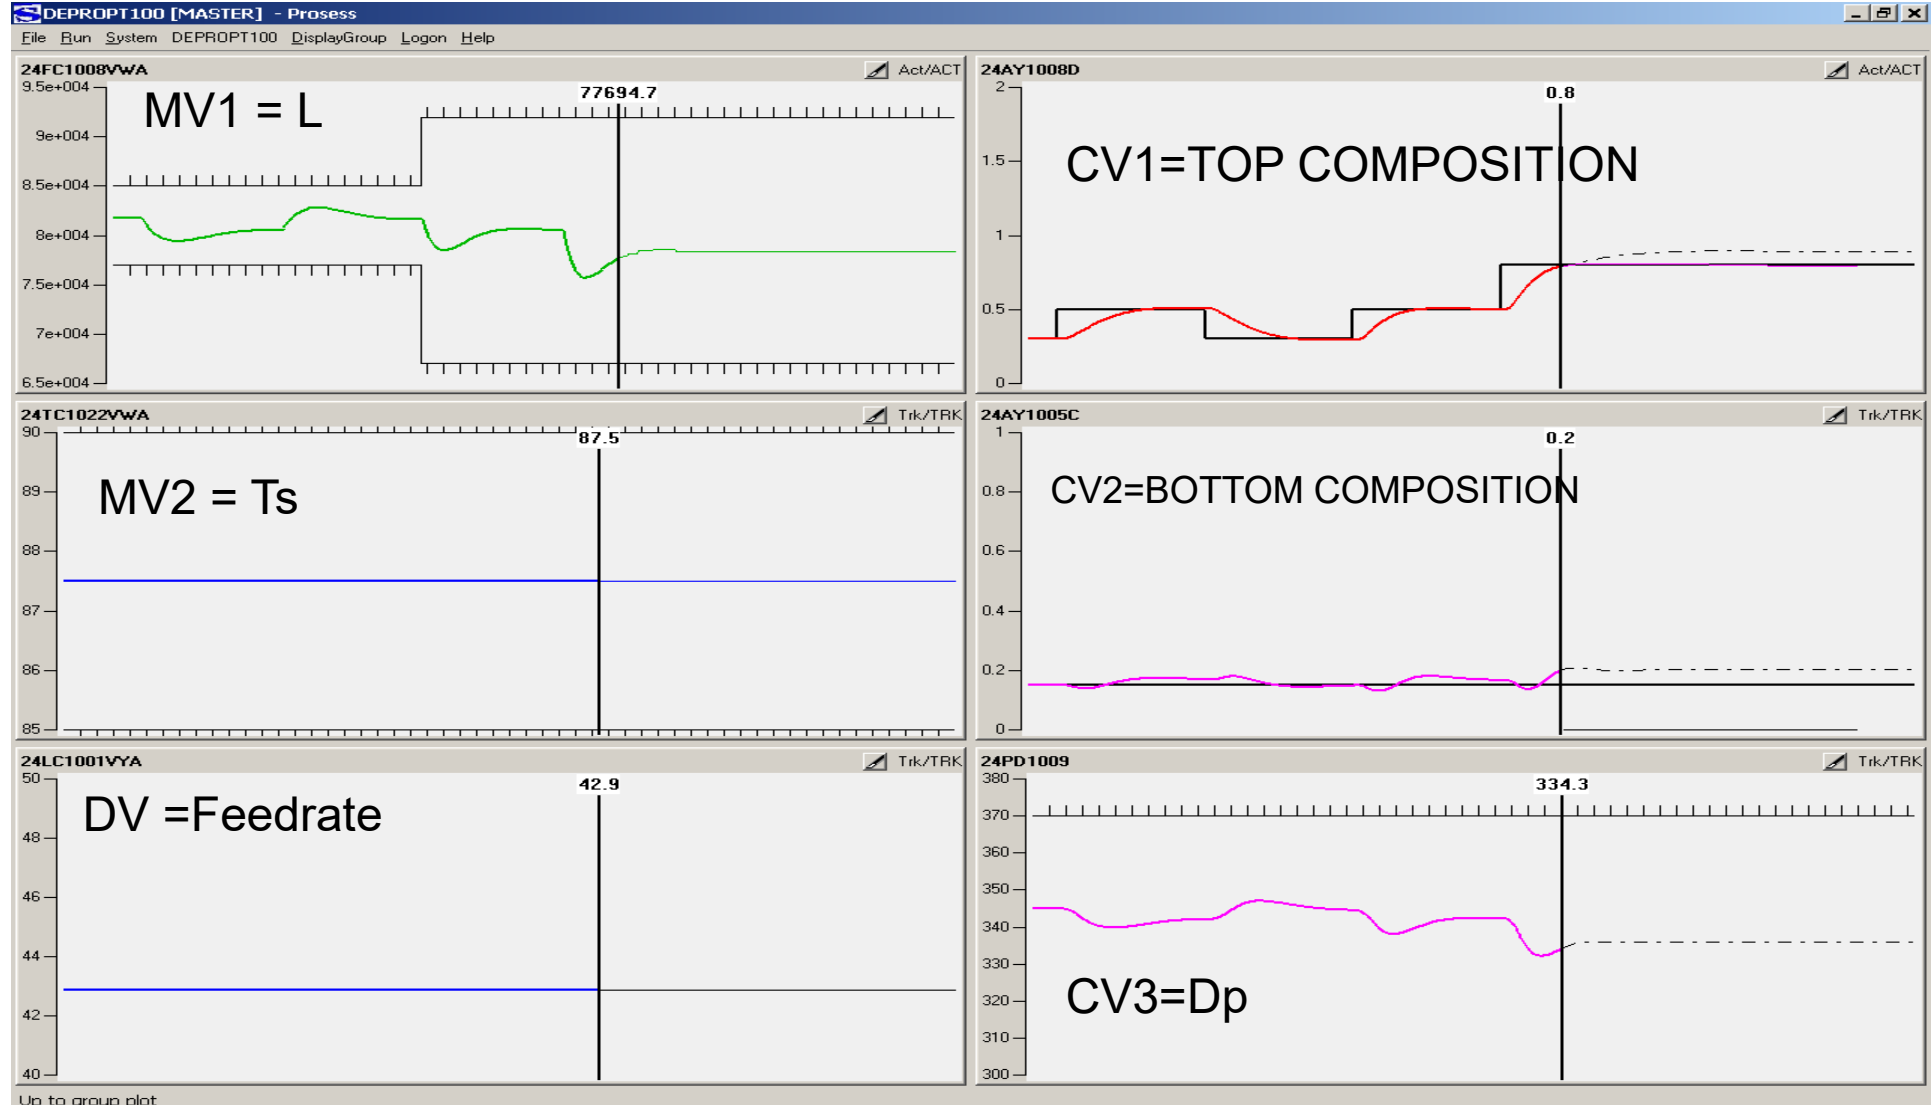 DEPROPT100 [MASTER] - Prosess
File Run System DEPROPT100 DisplayGroup Logon Help
24FC1008VWA Act/ACT
9.5e+004
9e+004
8.5e+004
8e+004
7.5e+004
7e+004
6.5e+004
77694.7
MV1 = L
24AY1008D Act/ACT
2
1.5
1
0.5
0
0.8
CV1=TOP COMPOSITION
24TC1022VWA Trk/TRK
90
89
88
87
86
85
87.5
MV2 = Ts
24AY1005C Trk/TRK
1
0.8
0.6
0.4
0.2
0
0.2
CV2=BOTTOM COMPOSITION
24LC1001VYA Trk/TRK
50
48
46
44
42
40
42.9
DV =Feedrate
24PD1009 Trk/TRK
380
370
360
350
340
330
320
310
300
334.3
CV3=Dp
Up to group plot